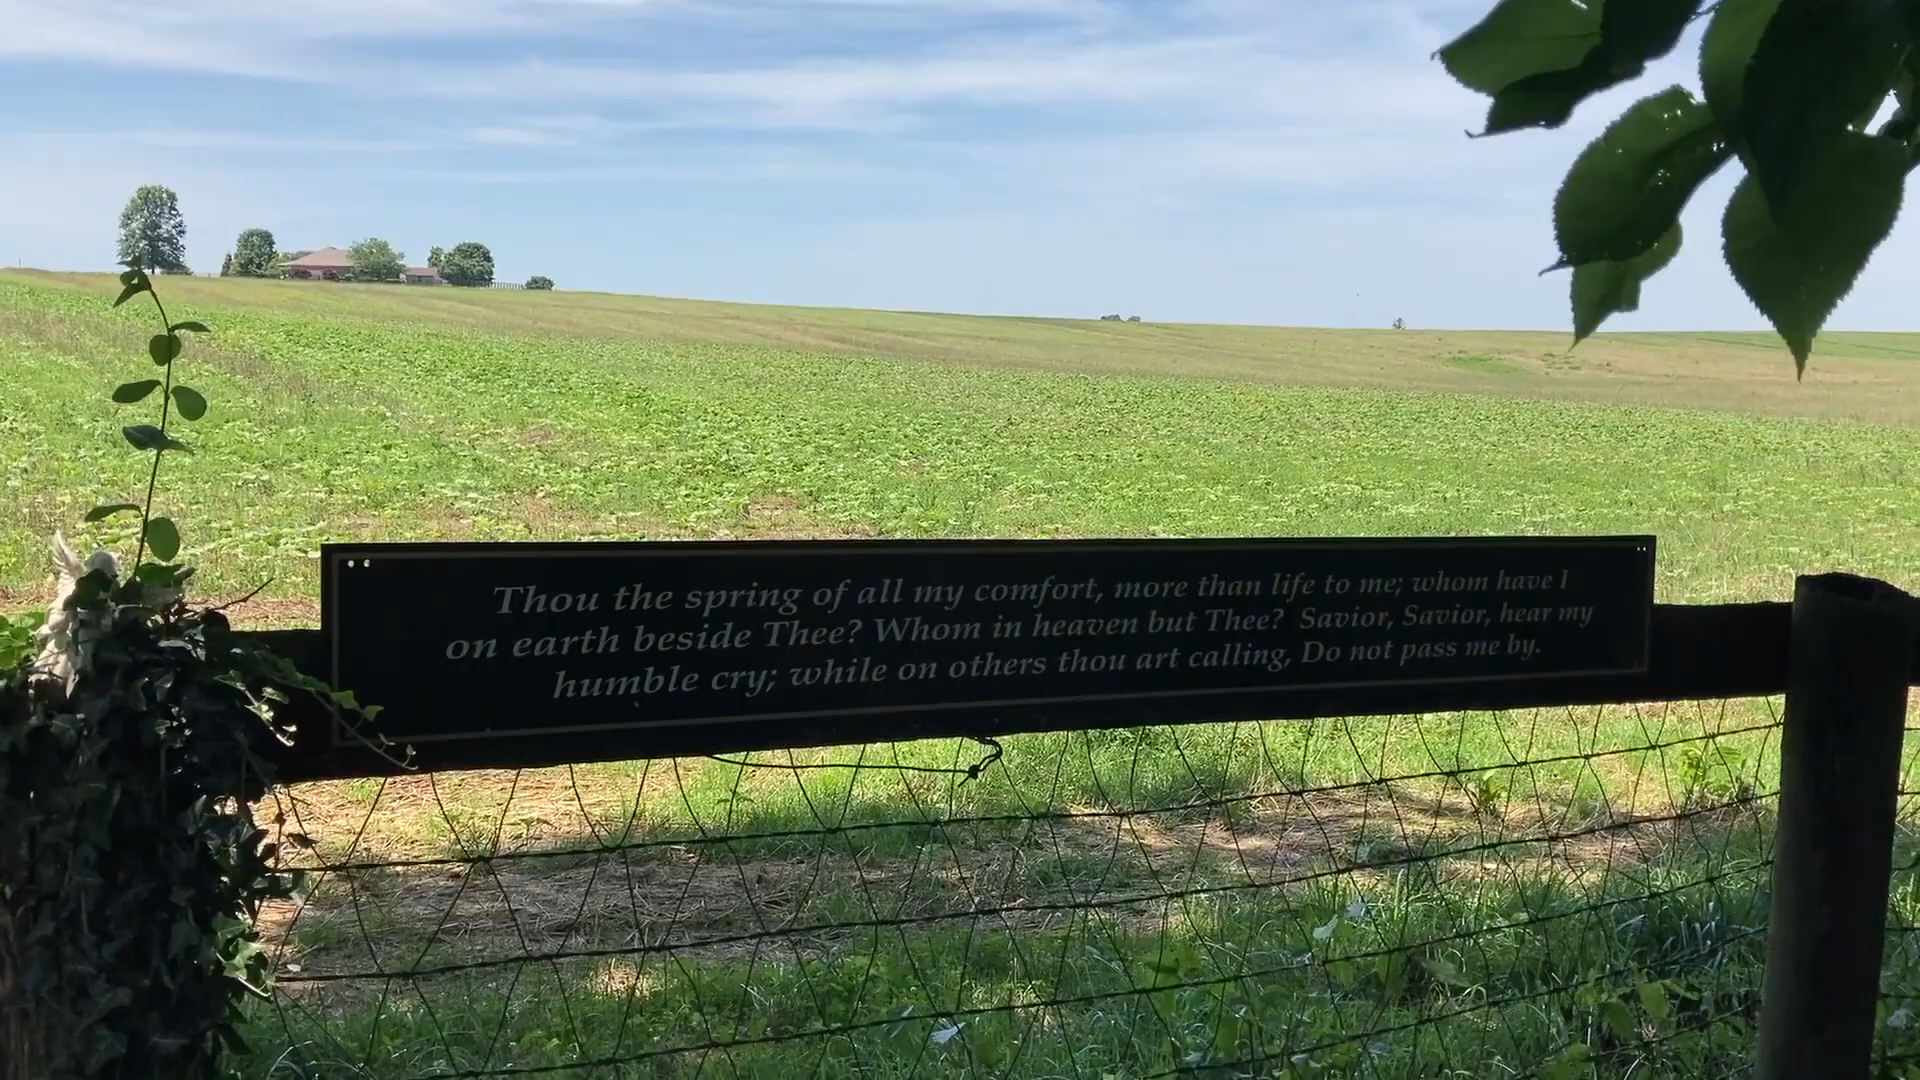 Thou the spring of all my comfort, more than life to me; whom have I
on earth beside Thee? Whom in heaven but Thee? Savior, Savior, hear my
humble cry; while on others thou art calling, Do not pass me by.